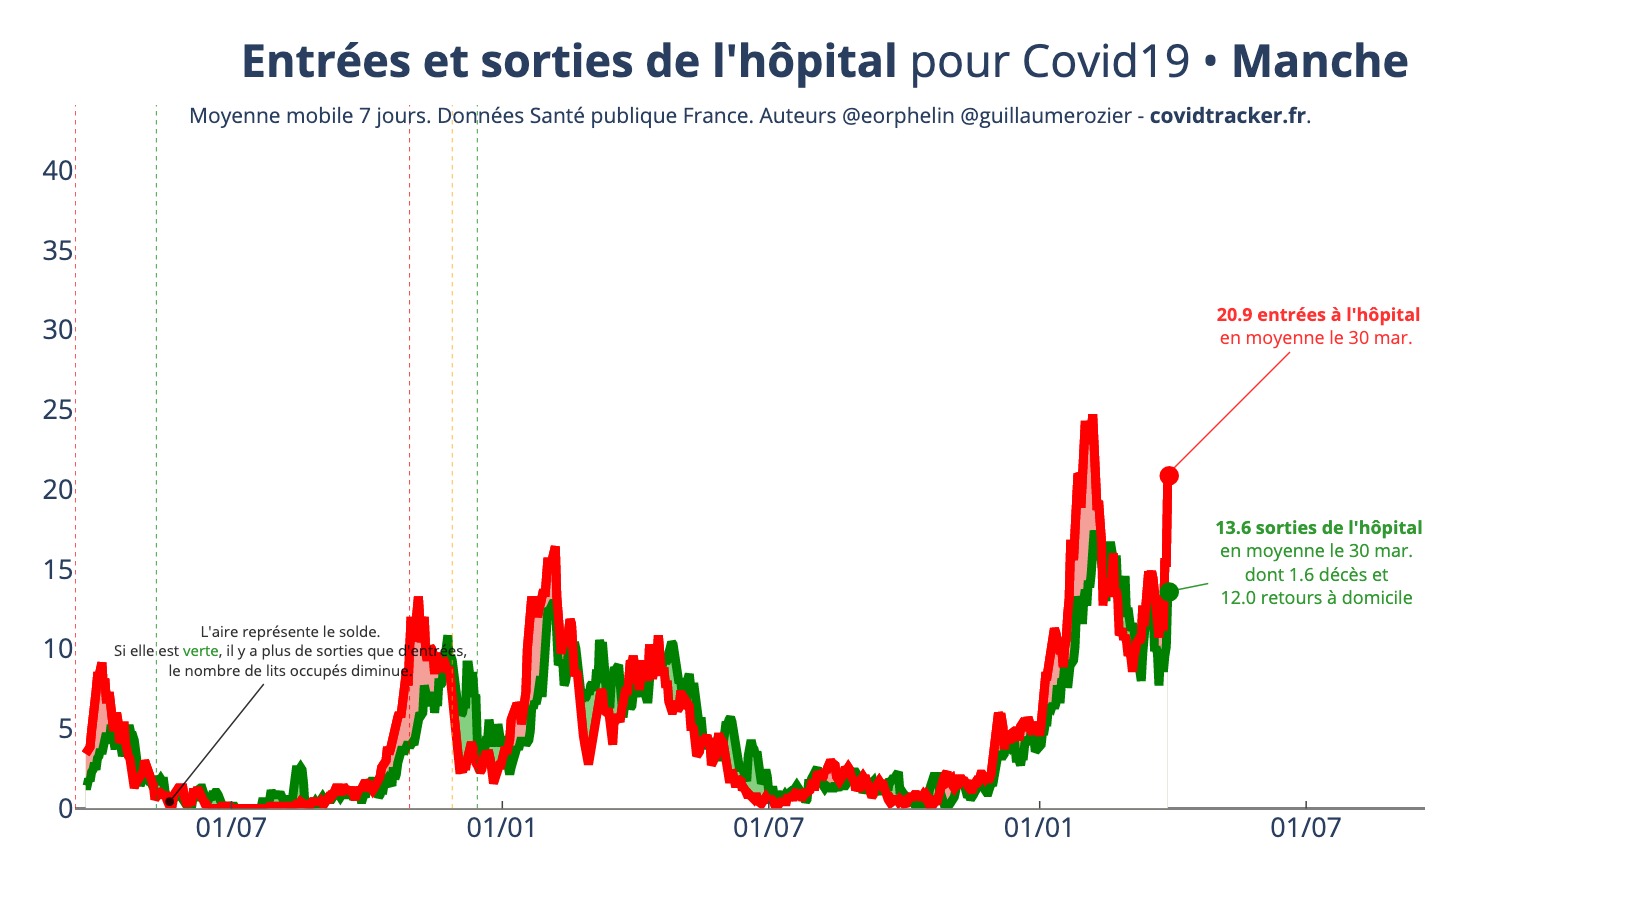 Entrées et sorties de l'hôpital pour Covid19 • Manche
Moyenne mobile 7 jours. Données Santé publique France. Auteurs @eorphelin @guillaumerozier - covidtracker.fr.
40
35
30
25
20
15
10
5
0
20.9 entrées à l'hôpital
en moyenne le 30 mar.
13.6 sorties de l'hôpital
en moyenne le 30 mar.
dont 1.6 décès et
12.0 retours à domicile
L'aire représente le solde.
Si elle est verte, il y a plus de sorties que d'entrées,
le nombre de lits occupés diminue.
01/07
01/01
01/07
01/01
01/07